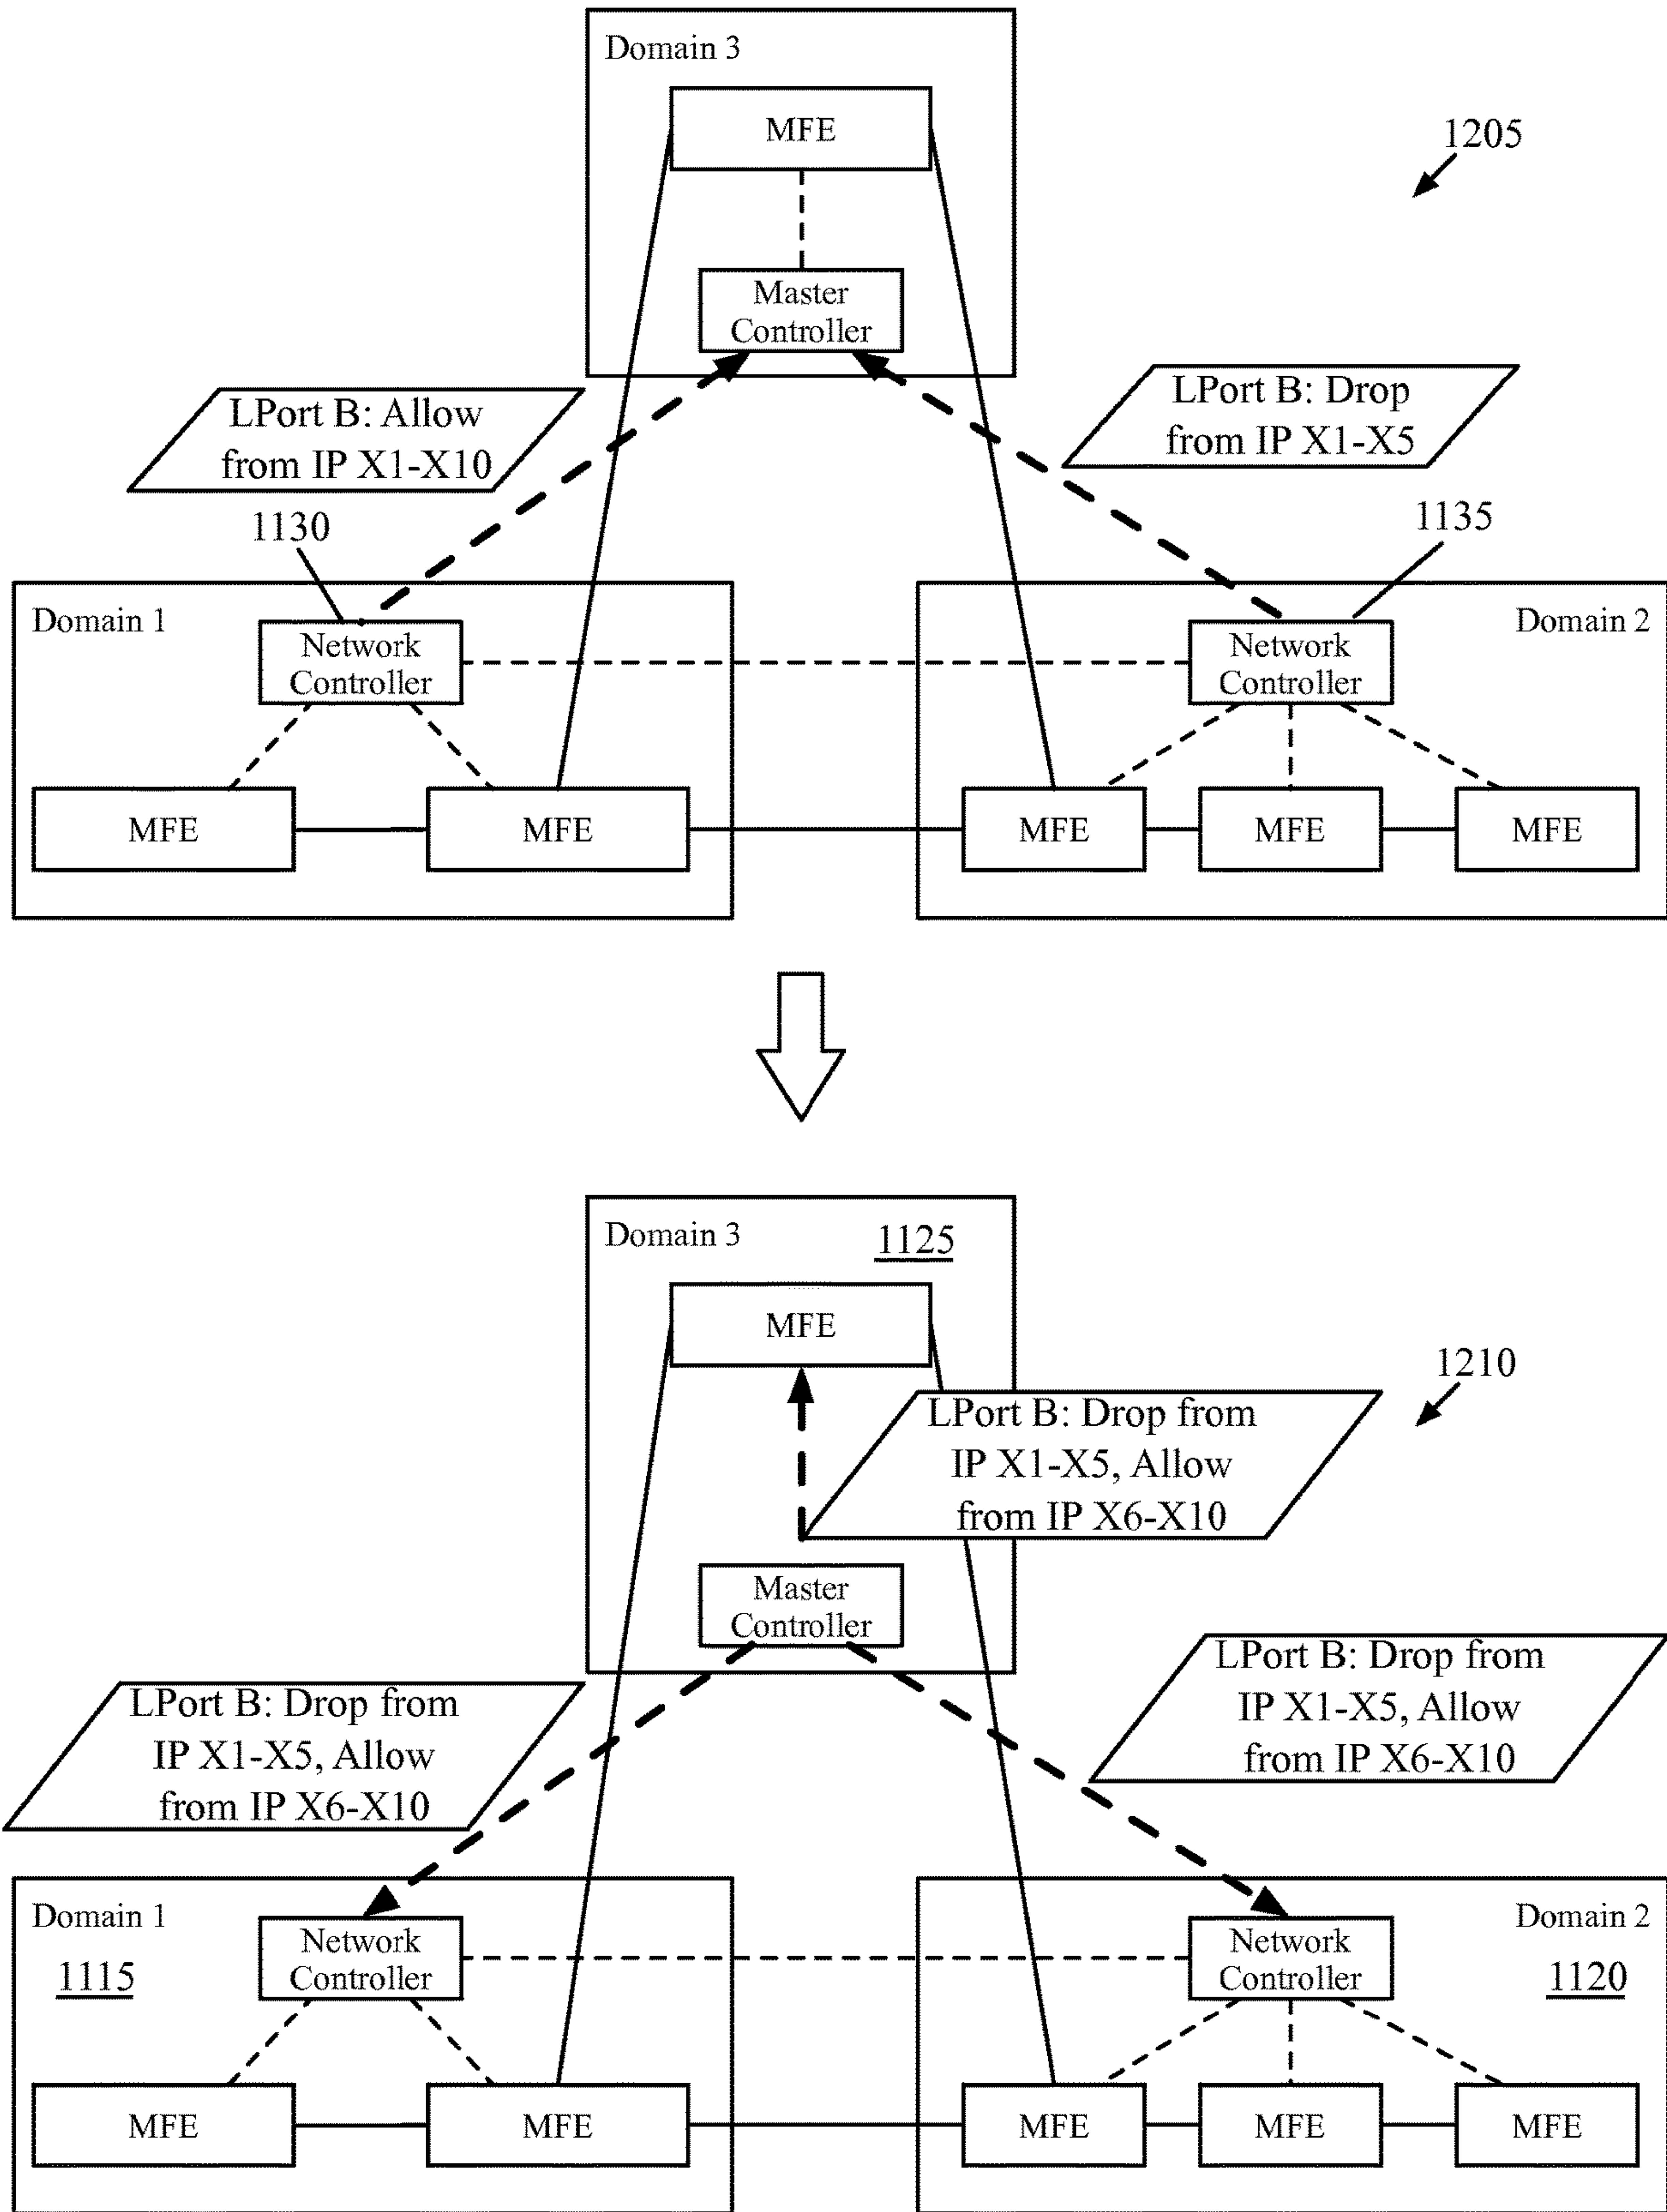 Domain 3
MFE
1205
Master
Controller
LPort B: Allow
from IP X1-X10
LPort B: Drop
from IP X1-X5
1130
1135
Domain 1
Network
Controller
Network
Controller
Domain 2
MFE
MFE
MFE
MFE
MFE
Domain 3
1125
MFE
1210
LPort B: Drop from
IP X1-X5, Allow
from IP X6-X10
Master
Controller
LPort B: Drop from
IP X1-X5, Allow
from IP X6-X10
LPort B: Drop from
IP X1-X5, Allow
from IP X6-X10
Domain 1
1115
Network
Controller
Network
Controller
Domain 2
1120
MFE
MFE
MFE
MFE
MFE